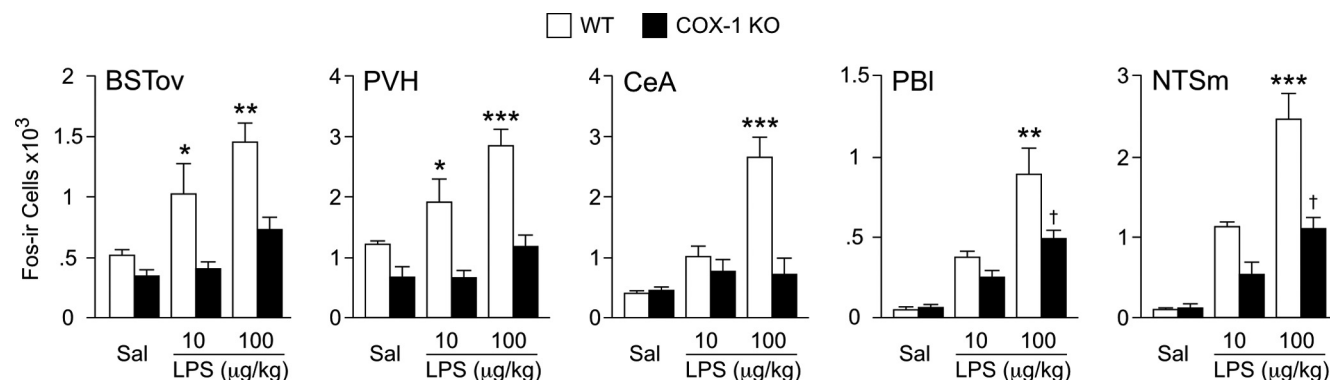 WT COX-1 KO
Fos-ir Cells x10³
BSTov
2
1.5
1
.5
0
* **
Sal 10 100
LPS (μg/kg)
PVH
4
3
2
1
0
* ***
Sal 10 100
LPS (μg/kg)
CeA
4
3
2
1
0
***
Sal 10 100
LPS (μg/kg)
PBl
1.5
1
.5
0
**
†
Sal 10 100
LPS (μg/kg)
NTSm
3
2
1
0
***
†
Sal 10 100
LPS (μg/kg)